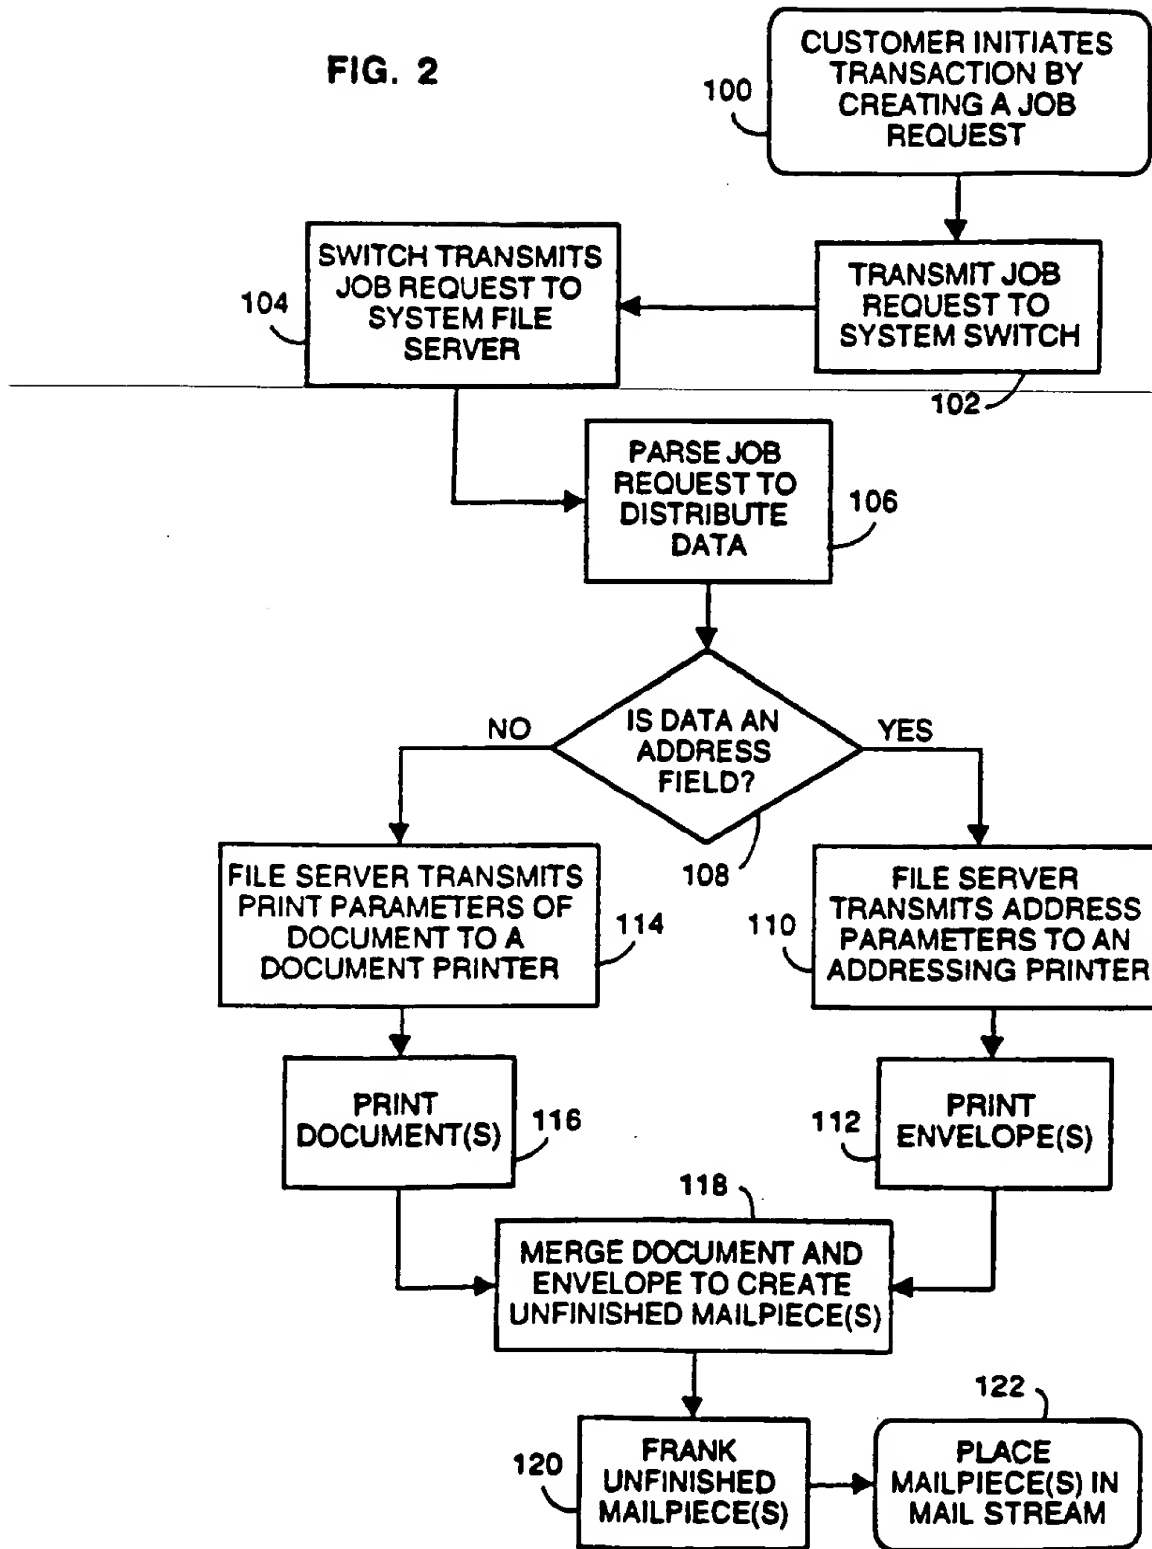 FIG. 2
CUSTOMER INITIATES
TRANSACTION BY
CREATING A JOB
REQUEST
100
SWITCH TRANSMITS
JOB REQUEST TO
SYSTEM FILE
SERVER
104
TRANSMIT JOB
REQUEST TO
SYSTEM SWITCH
102
PARSE JOB
REQUEST TO
DISTRIBUTE
DATA
106
IS DATA AN
ADDRESS
FIELD?
NO
YES
108
FILE SERVER TRANSMITS
PRINT PARAMETERS OF
DOCUMENT TO A
DOCUMENT PRINTER
114
FILE SERVER
TRANSMITS ADDRESS
PARAMETERS TO AN
ADDRESSING PRINTER
110
PRINT
DOCUMENT(S)
116
PRINT
ENVELOPE(S)
112
118
MERGE DOCUMENT AND
ENVELOPE TO CREATE
UNFINISHED MAILPIECE(S)
FRANK
UNFINISHED
MAILPIECE(S)
120
122
PLACE
MAILPIECE(S) IN
MAIL STREAM